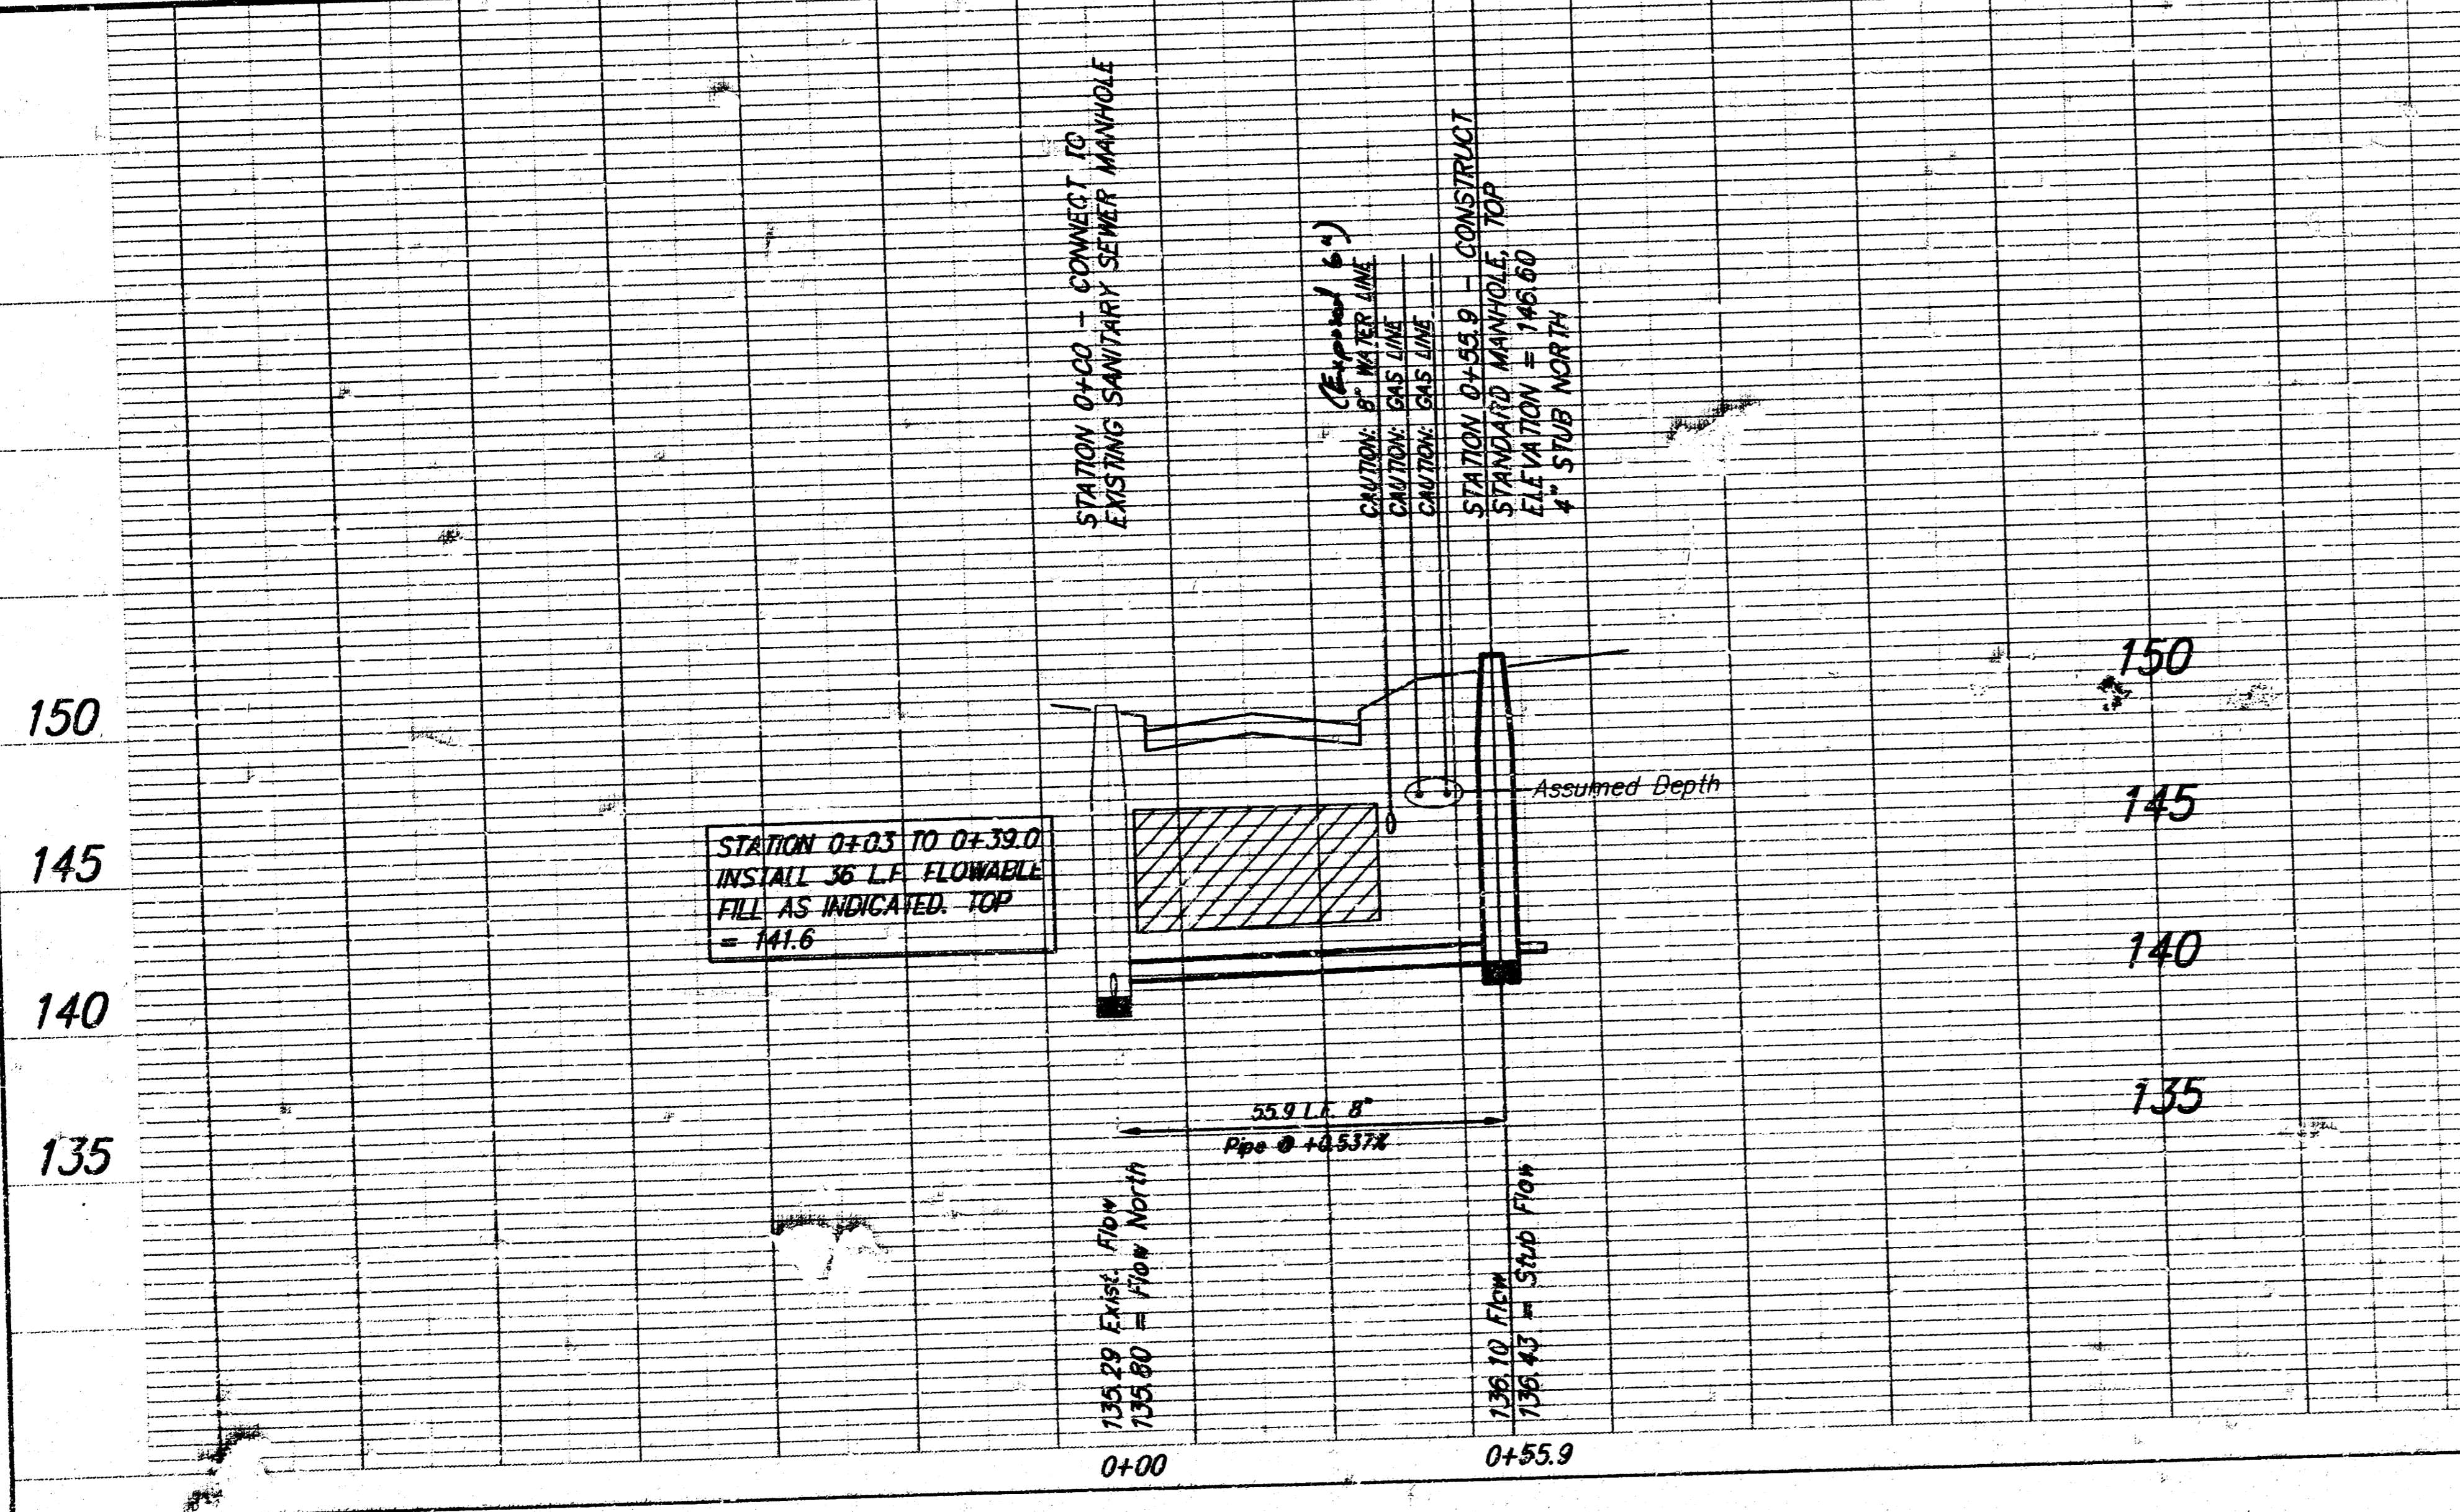 STATION 0+00 - CONNECT TO
EXISTING SANITARY SEWER MANHOLE
(Exposed 6")
CAUTION: 8" WATER LINE
CAUTION: GAS LINE
CAUTION: GAS LINE
STATION 0+55.9 - CONSTRUCT
STANDARD MANHOLE, TOP
ELEVATION = 146.60
4" STUB NORTH
150
150
Assumed Depth
145
145
STATION 0+03 TO 0+39.0
INSTALL 36 L.F. FLOWABLE
FILL AS INDICATED. TOP
= 141.6
140
140
135
135
55.9 L.F. 8"
Pipe @ +0.537%
135.29 Exist. Flow
135.80 = Flow North
136.10 Flow
136.43 = Stub Flow
0+00
0+55.9